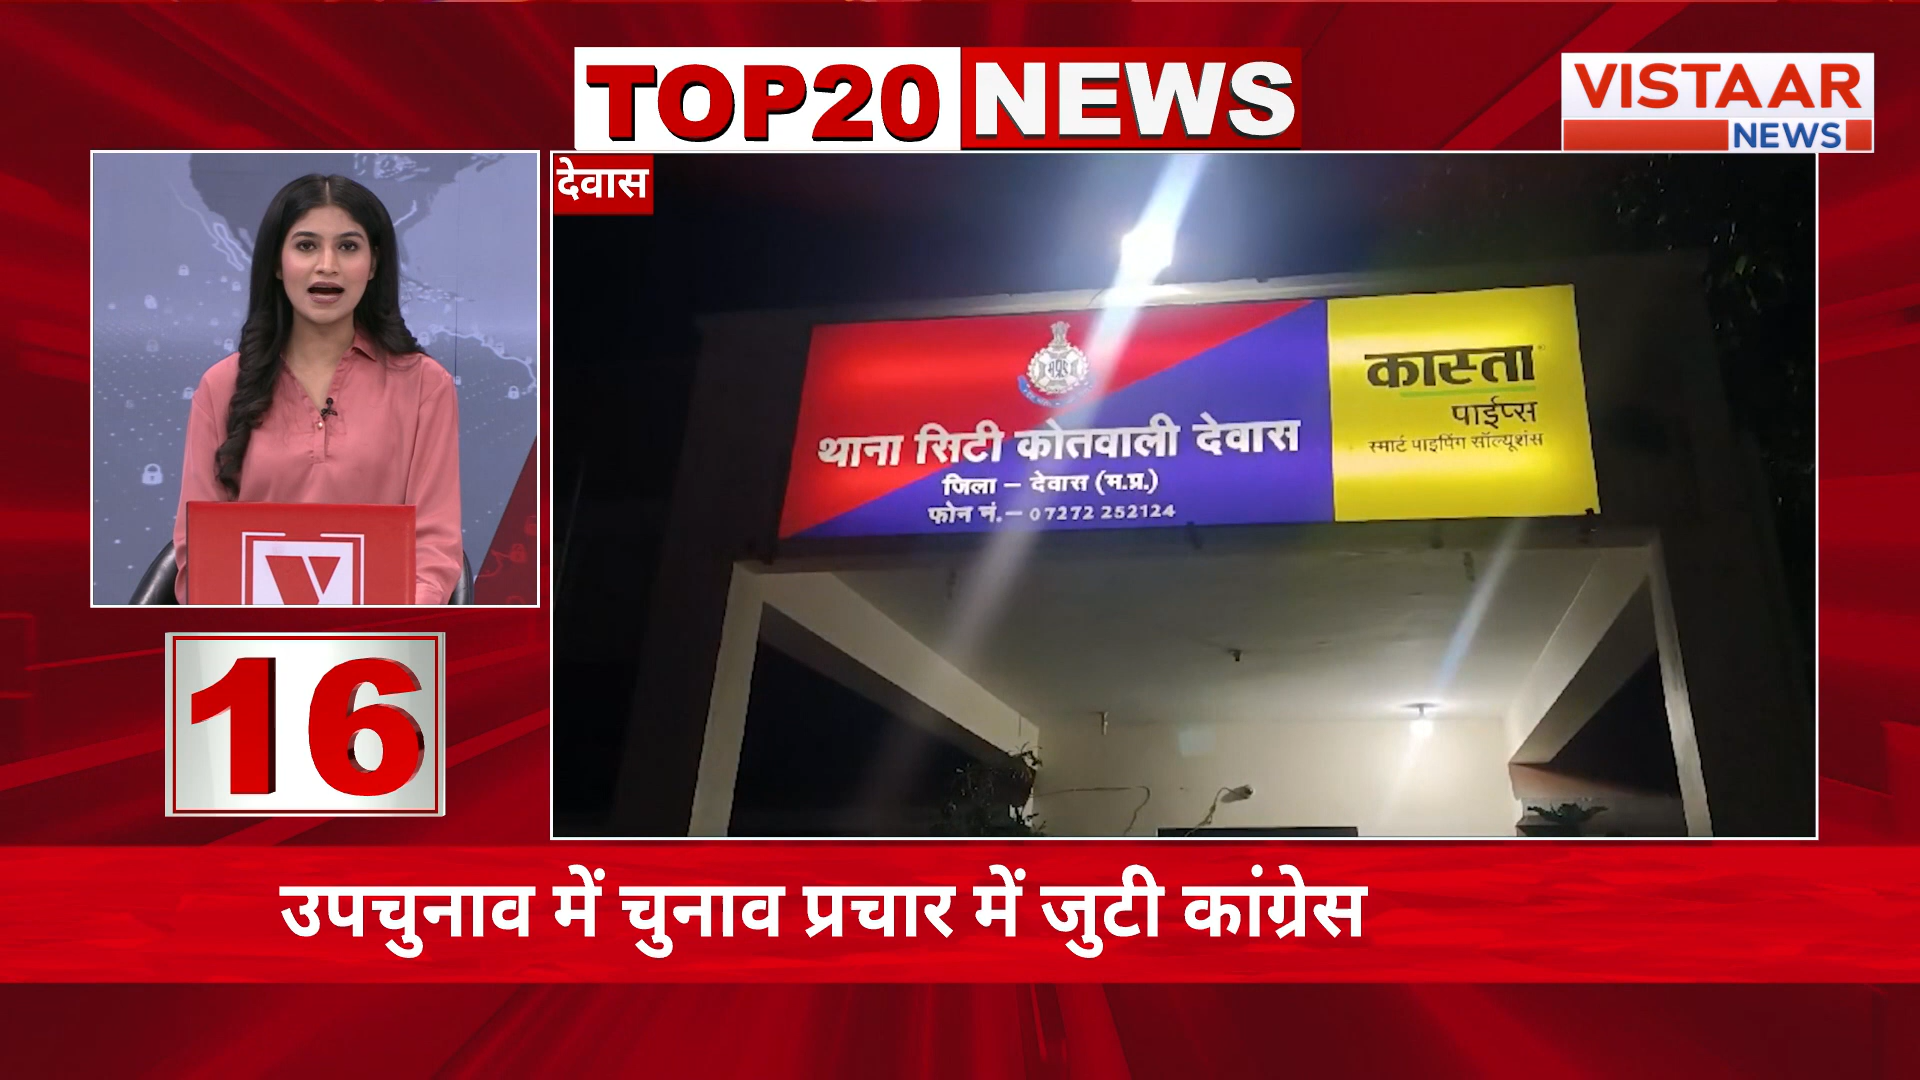 TOP20 NEWS
VISTAAR
NEWS
देवास
कास्ता
पाईप्स
स्मार्ट पाइपिंग सॉल्यूशंस
थाना सिटी कोतवाली देवास
जिला – देवास (म.प्र.)
फोन नं.– 07272 252124
16
उपचुनाव में चुनाव प्रचार में जुटी कांग्रेस